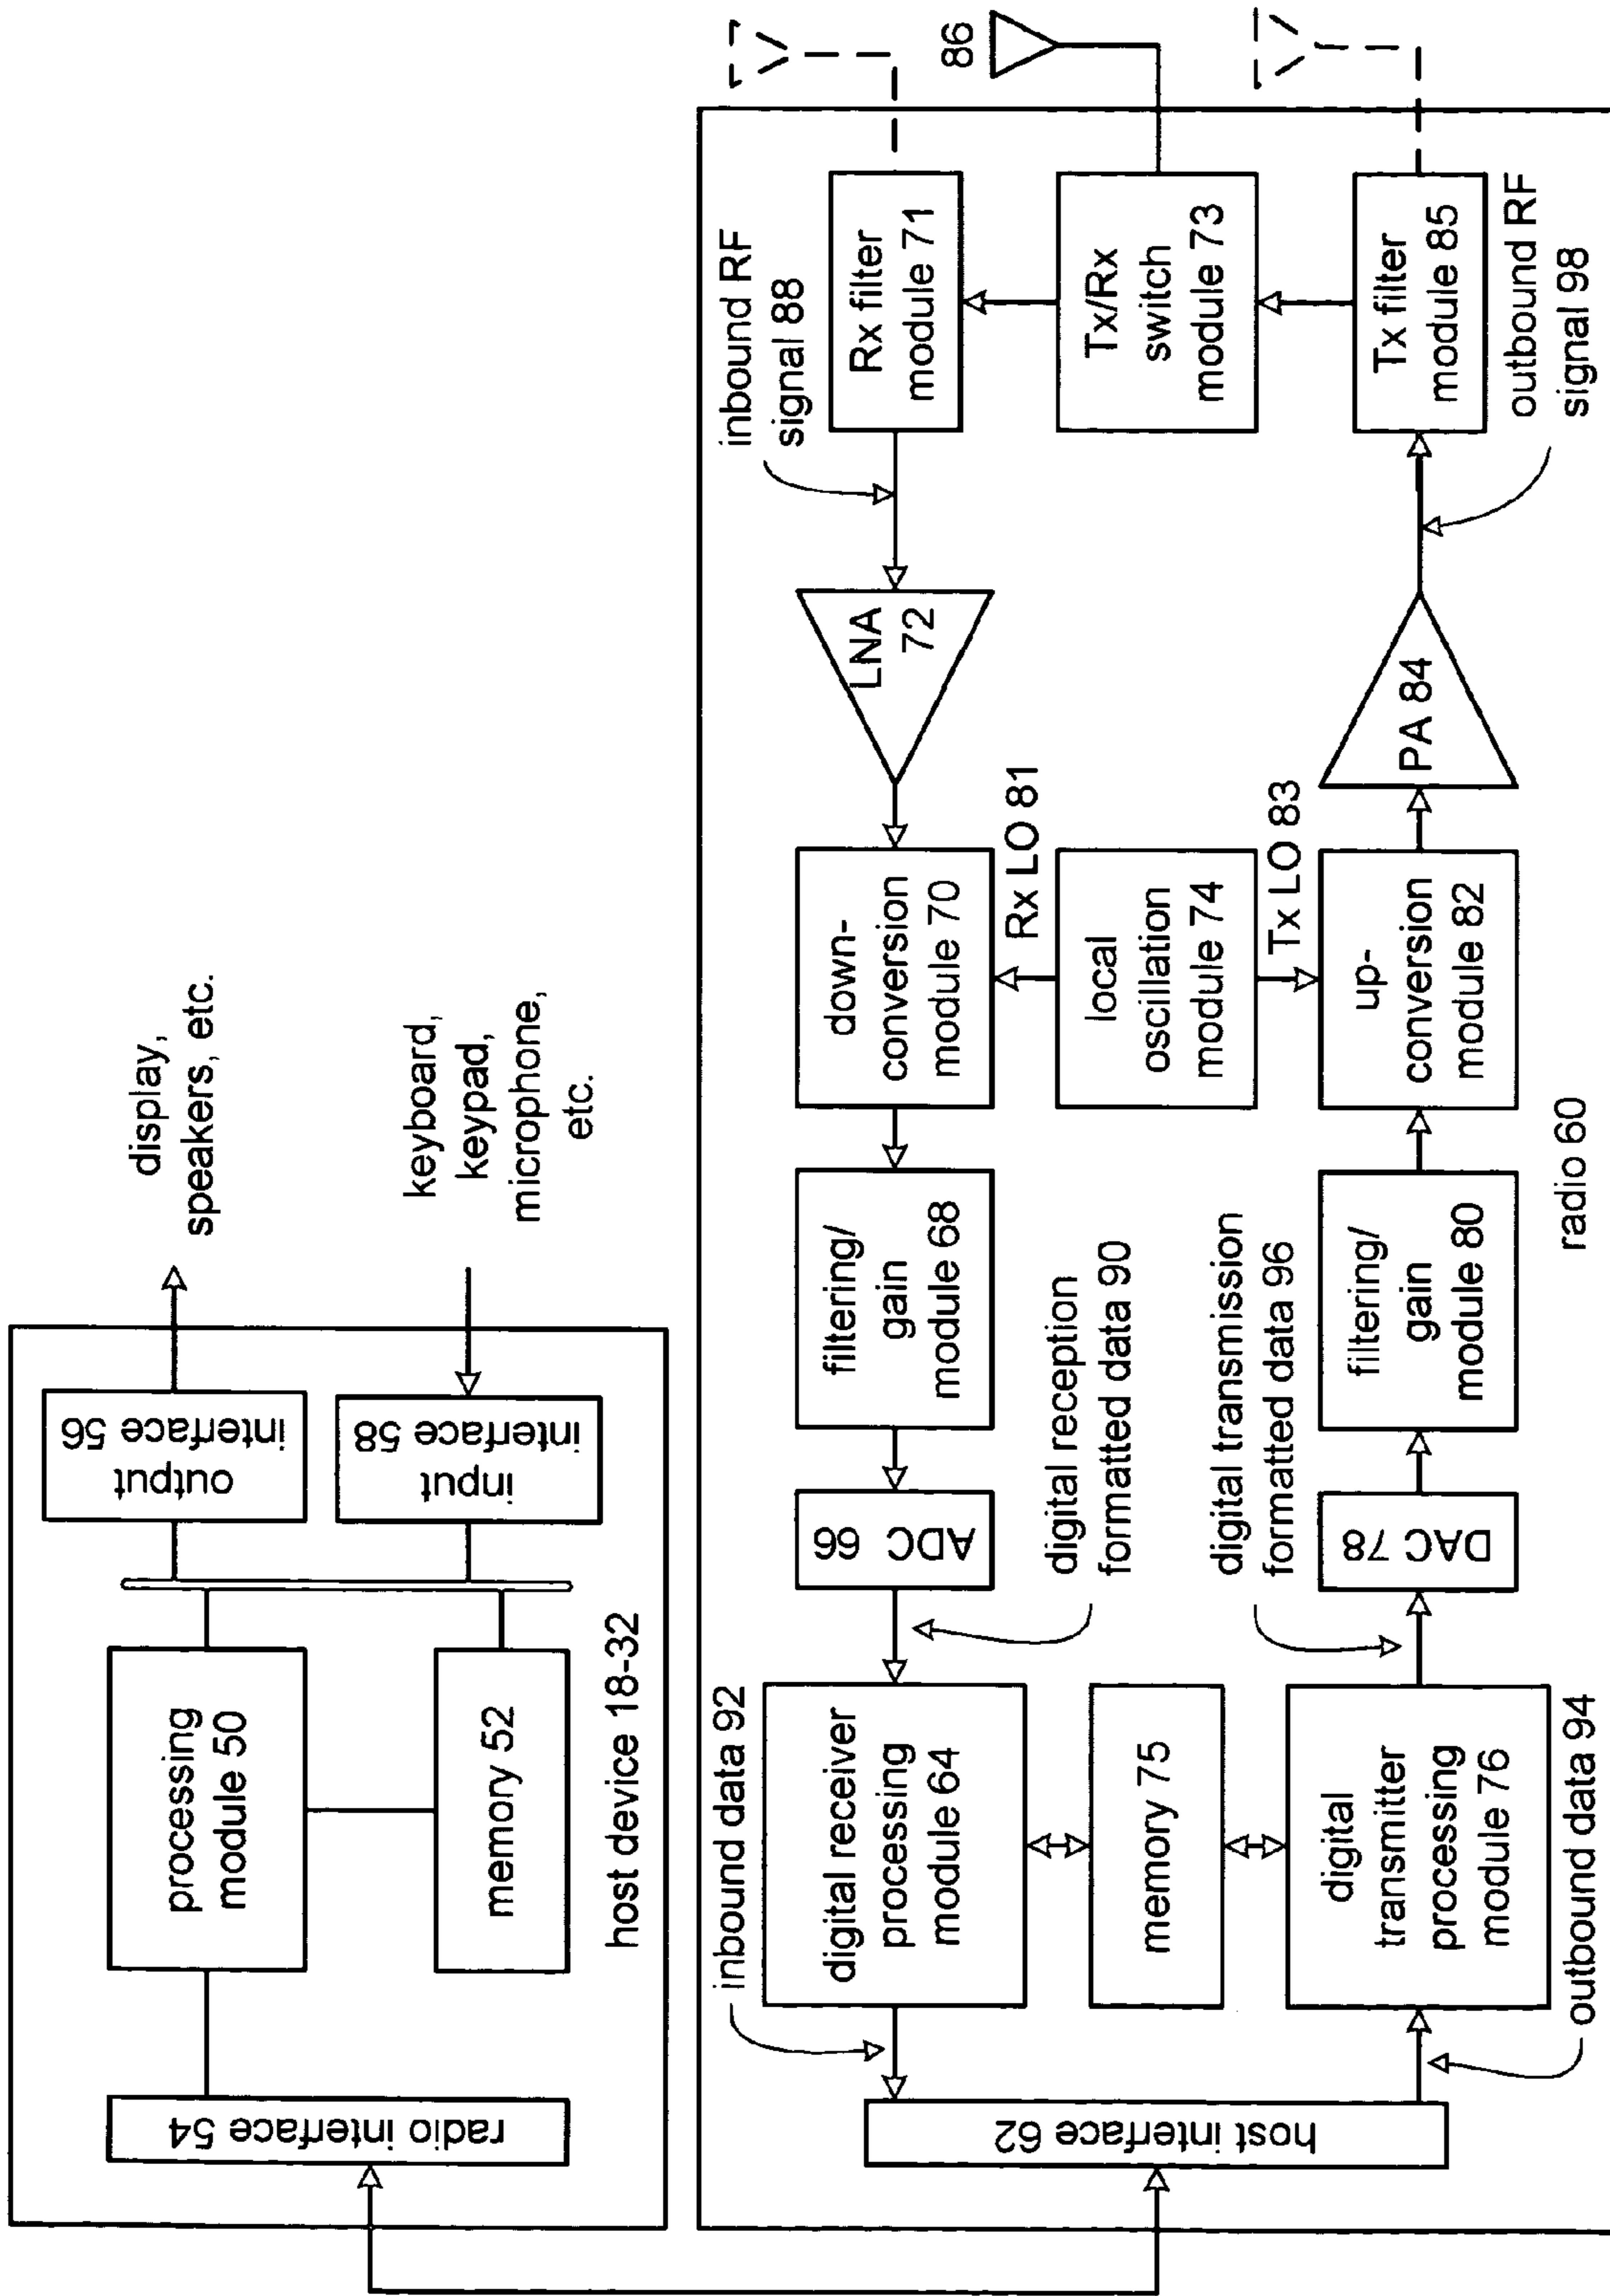 radio interface 54
processing
module 50
memory 52
output
interface 56
input
interface 58
display,
speakers, etc.
keyboard,
keypad,
microphone,
etc.
host device 18-32
host interface 62
inbound data 92
digital receiver
processing
module 64
memory 75
digital
transmitter
processing
module 76
outbound data 94
ADC 66
digital reception
formatted data 90
digital transmission
formatted data 96
DAC 78
filtering/
gain
module 68
filtering/
gain
module 80
down-
conversion
module 70
Rx LO 81
local
oscillation
module 74
Tx LO 83
up-
conversion
module 82
radio 60
LNA
72
PA 84
inbound RF
signal 88
Rx filter
module 71
Tx/Rx
switch
module 73
Tx filter
module 85
outbound RF
signal 98
86